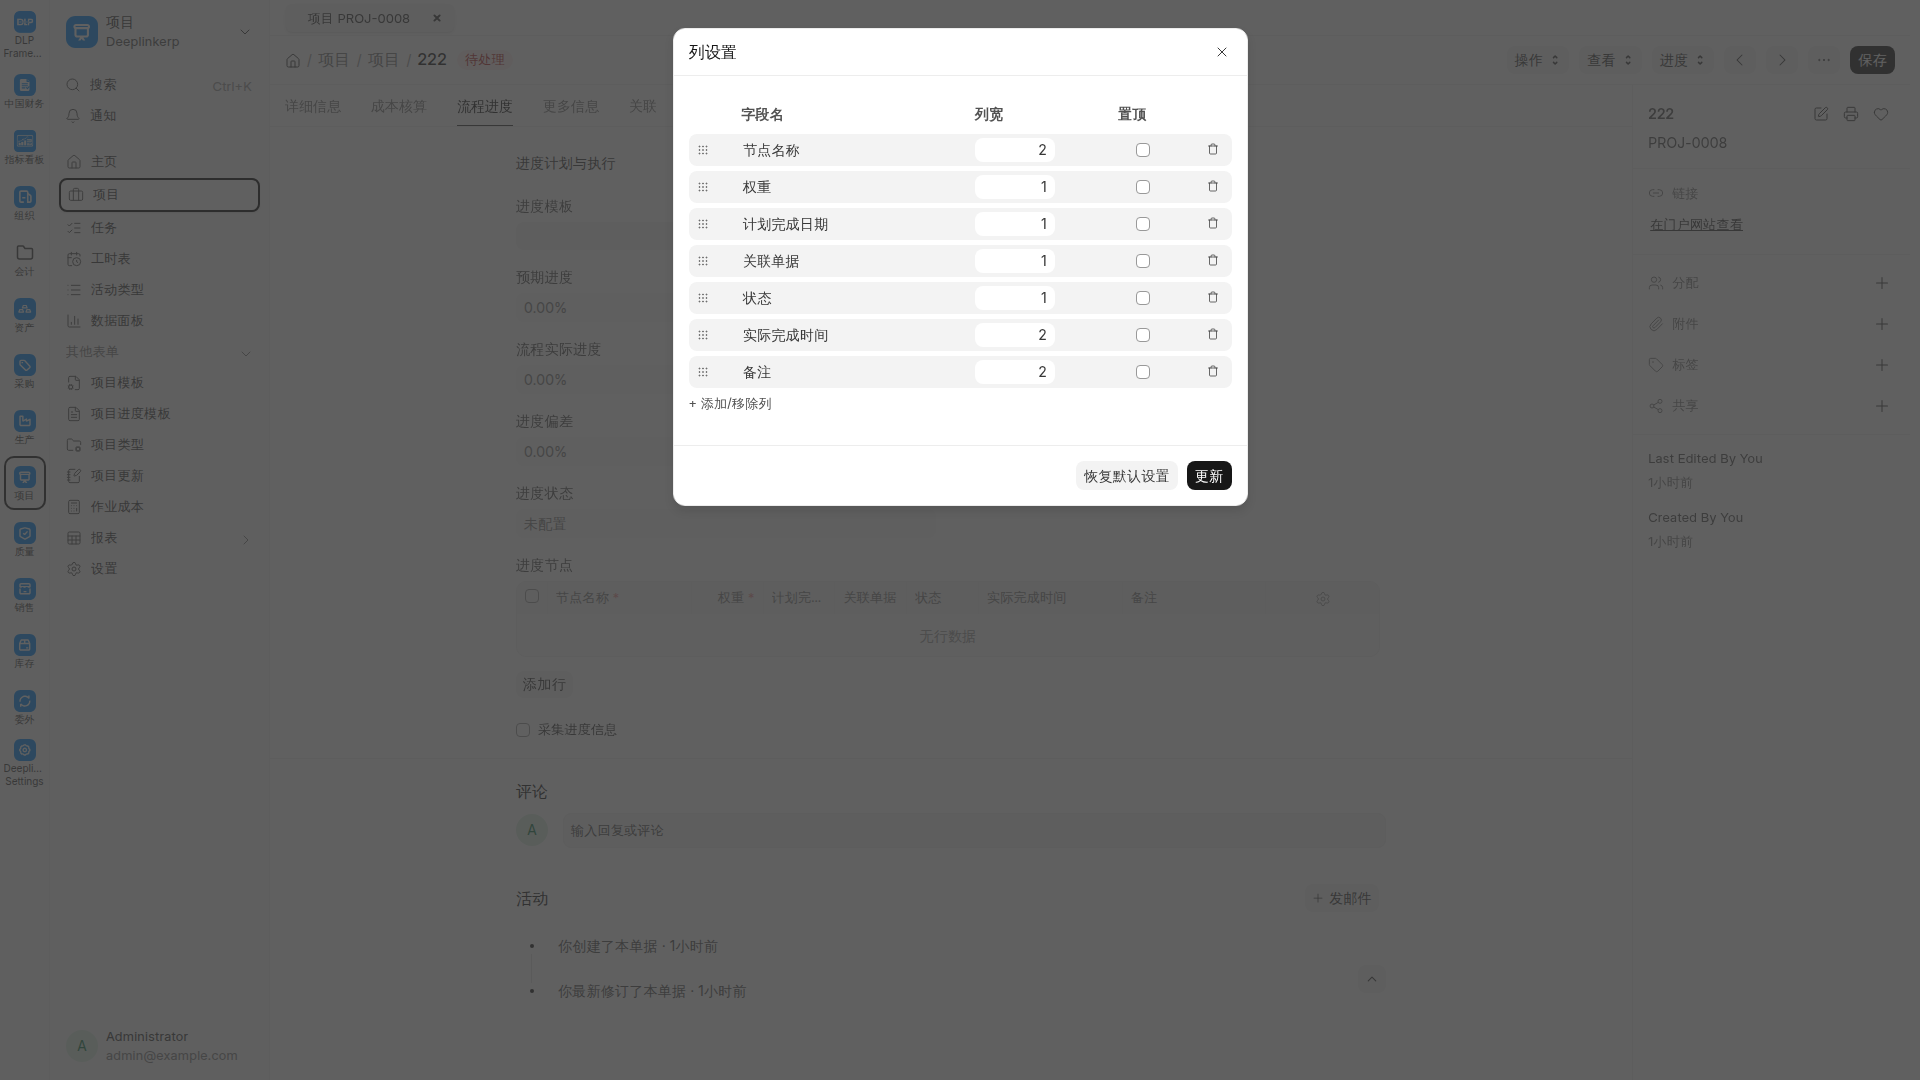 DLP
DLP
Frame...
中国财务
指标看板
组织
会计
资产
采购
生产
项目
质量
销售
库存
委外
Deepli...
Settings
项目
Deeplinkerp
搜索 Ctrl+K
通知
主页
项目
任务
工时表
活动类型
数据面板
其他表单
项目模板
项目进度模板
项目类型
项目更新
作业成本
报表
设置
A
Administrator
admin@example.com
项目 PROJ-0008 ×
/ 项目 / 项目 / 222 待处理
操作 查看 进度 ··· 保存
详细信息 成本核算 流程进度 更多信息 关联
进度计划与执行
进度模板
预期进度
0.00%
流程实际进度
0.00%
进度偏差
0.00%
进度状态
未配置
进度节点
节点名称 * 权重 * 计划完... 关联单据 状态 实际完成时间 备注
无行数据
添加行
采集进度信息
评论
A 输入回复或评论
活动 + 发邮件
• 你创建了本单据 · 1小时前
• 你最新修订了本单据 · 1小时前
列设置
字段名 列宽 置顶
节点名称 2
权重 1
计划完成日期 1
关联单据 1
状态 1
实际完成时间 2
备注 2
+ 添加/移除列
恢复默认设置 更新
222
PROJ-0008
链接
在门户网站查看
分配
附件
标签
共享
Last Edited By You
1小时前
Created By You
1小时前